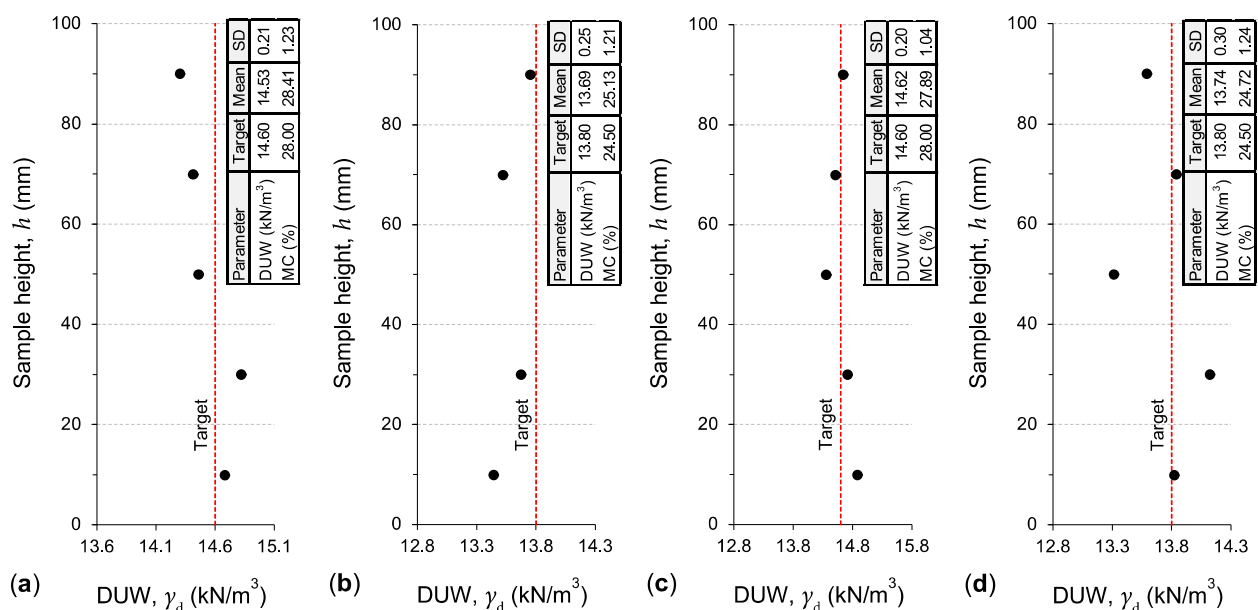 100
80
60
40
20
0
Sample height, h (mm)
13.6 14.1 14.6 15.1
(a) DUW, γd (kN/m³)
Target
Parameter Target Mean SD
DUW (kN/m³) 14.60 14.53 0.21
MC (%) 28.00 28.41 1.23
100
80
60
40
20
0
Sample height, h (mm)
12.8 13.3 13.8 14.3
(b) DUW, γd (kN/m³)
Target
Parameter Target Mean SD
DUW (kN/m³) 13.80 13.69 0.25
MC (%) 24.50 25.13 1.21
100
80
60
40
20
0
Sample height, h (mm)
12.8 13.8 14.8 15.8
(c) DUW, γd (kN/m³)
Target
Parameter Target Mean SD
DUW (kN/m³) 14.60 14.62 0.20
MC (%) 28.00 27.89 1.04
100
80
60
40
20
0
Sample height, h (mm)
12.8 13.3 13.8 14.3
(d) DUW, γd (kN/m³)
Target
Parameter Target Mean SD
DUW (kN/m³) 13.80 13.74 0.30
MC (%) 24.50 24.72 1.24